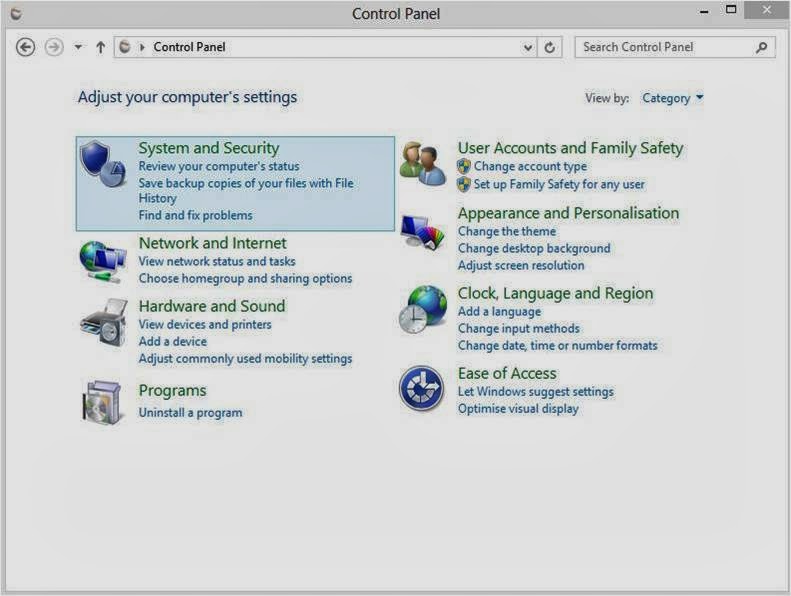 Control Panel
Control Panel
Search Control Panel
Adjust your computer's settings
View by: Category
System and Security
Review your computer's status
Save backup copies of your files with File
History
Find and fix problems
Network and Internet
View network status and tasks
Choose homegroup and sharing options
Hardware and Sound
View devices and printers
Add a device
Adjust commonly used mobility settings
Programs
Uninstall a program
User Accounts and Family Safety
Change account type
Set up Family Safety for any user
Appearance and Personalisation
Change the theme
Change desktop background
Adjust screen resolution
Clock, Language and Region
Add a language
Change input methods
Change date, time or number formats
Ease of Access
Let Windows suggest settings
Optimise visual display